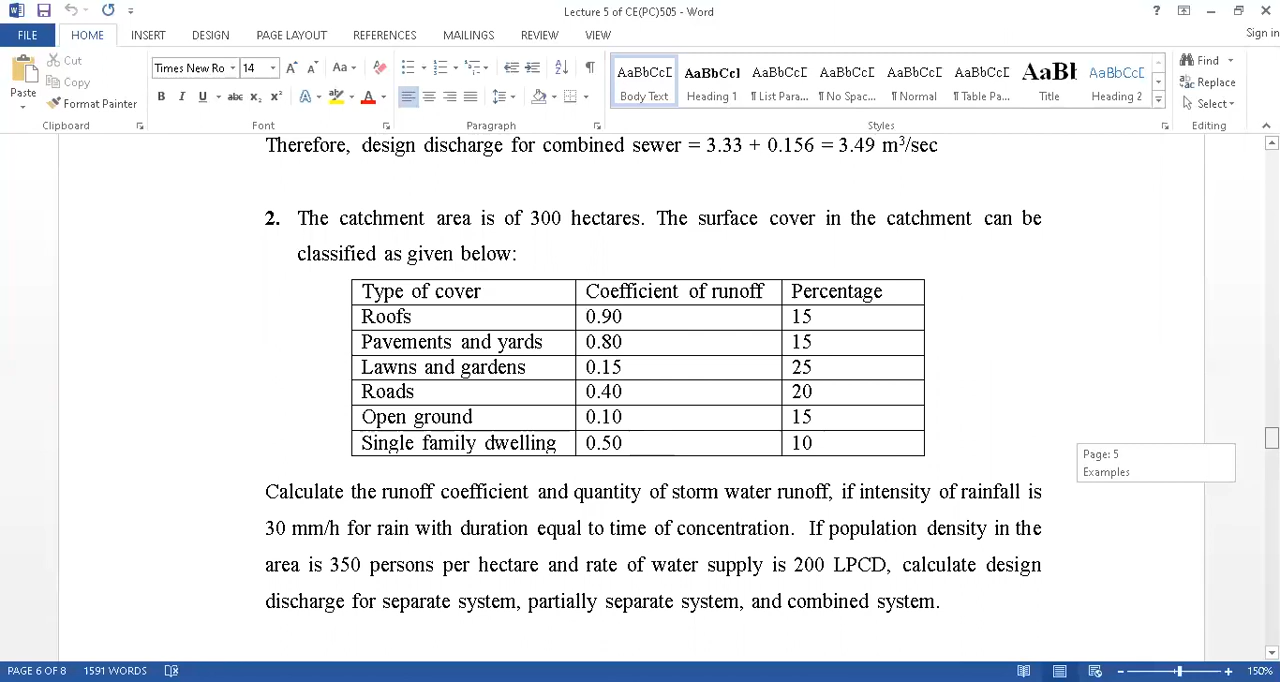 Lecture 5 of CE(PC)505 - Word
Sign in
FILE HOME INSERT DESIGN PAGE LAYOUT REFERENCES MAILINGS REVIEW VIEW
Paste
Cut
Copy
Format Painter
Clipboard
Times New Ro 14
Font
Paragraph
AaBbCcD AaBbCcI AaBbCcD AaBbCcD AaBbCcD AaBbCcD AaBl AaBbCcD
Body Text Heading 1 ¶ List Para... ¶ No Spac... ¶ Normal ¶ Table Pa... Title Heading 2
Styles
Find
Replace
Select
Editing
Therefore, design discharge for combined sewer = 3.33 + 0.156 = 3.49 m³/sec
2. The catchment area is of 300 hectares. The surface cover in the catchment can be
classified as given below:
Type of cover Coefficient of runoff Percentage
Roofs 0.90 15
Pavements and yards 0.80 15
Lawns and gardens 0.15 25
Roads 0.40 20
Open ground 0.10 15
Single family dwelling 0.50 10
Page: 5
Examples
Calculate the runoff coefficient and quantity of storm water runoff, if intensity of rainfall is
30 mm/h for rain with duration equal to time of concentration. If population density in the
area is 350 persons per hectare and rate of water supply is 200 LPCD, calculate design
discharge for separate system, partially separate system, and combined system.
PAGE 6 OF 8 1591 WORDS
150%